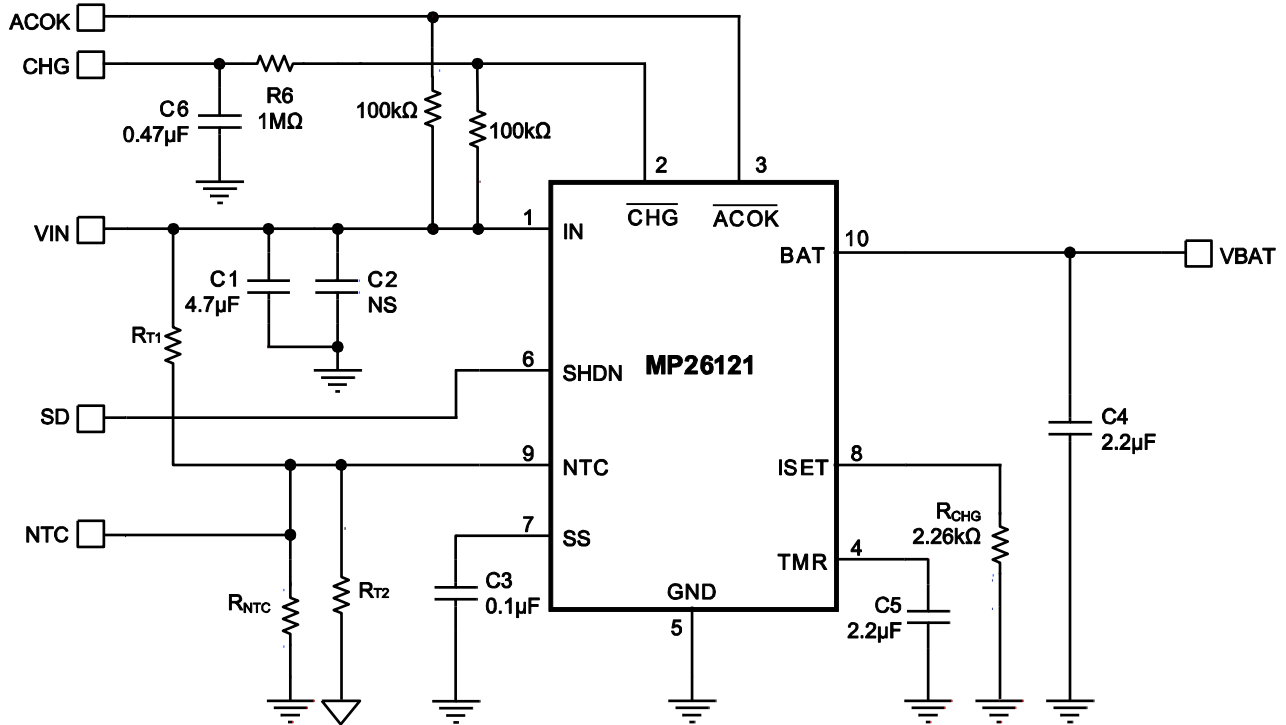 ACOK
CHG
C6
0.47µF
R6
1MΩ
100kΩ
100kΩ
2
3
VIN
1
IN
CHG
ACOK
10
BAT
VBAT
C1
4.7µF
C2
NS
RT1
6
SHDN
MP26121
SD
C4
2.2µF
9
NTC
ISET
8
NTC
7
SS
RCHG
2.26kΩ
TMR
4
RNTC
RT2
C3
0.1µF
GND
5
C5
2.2µF